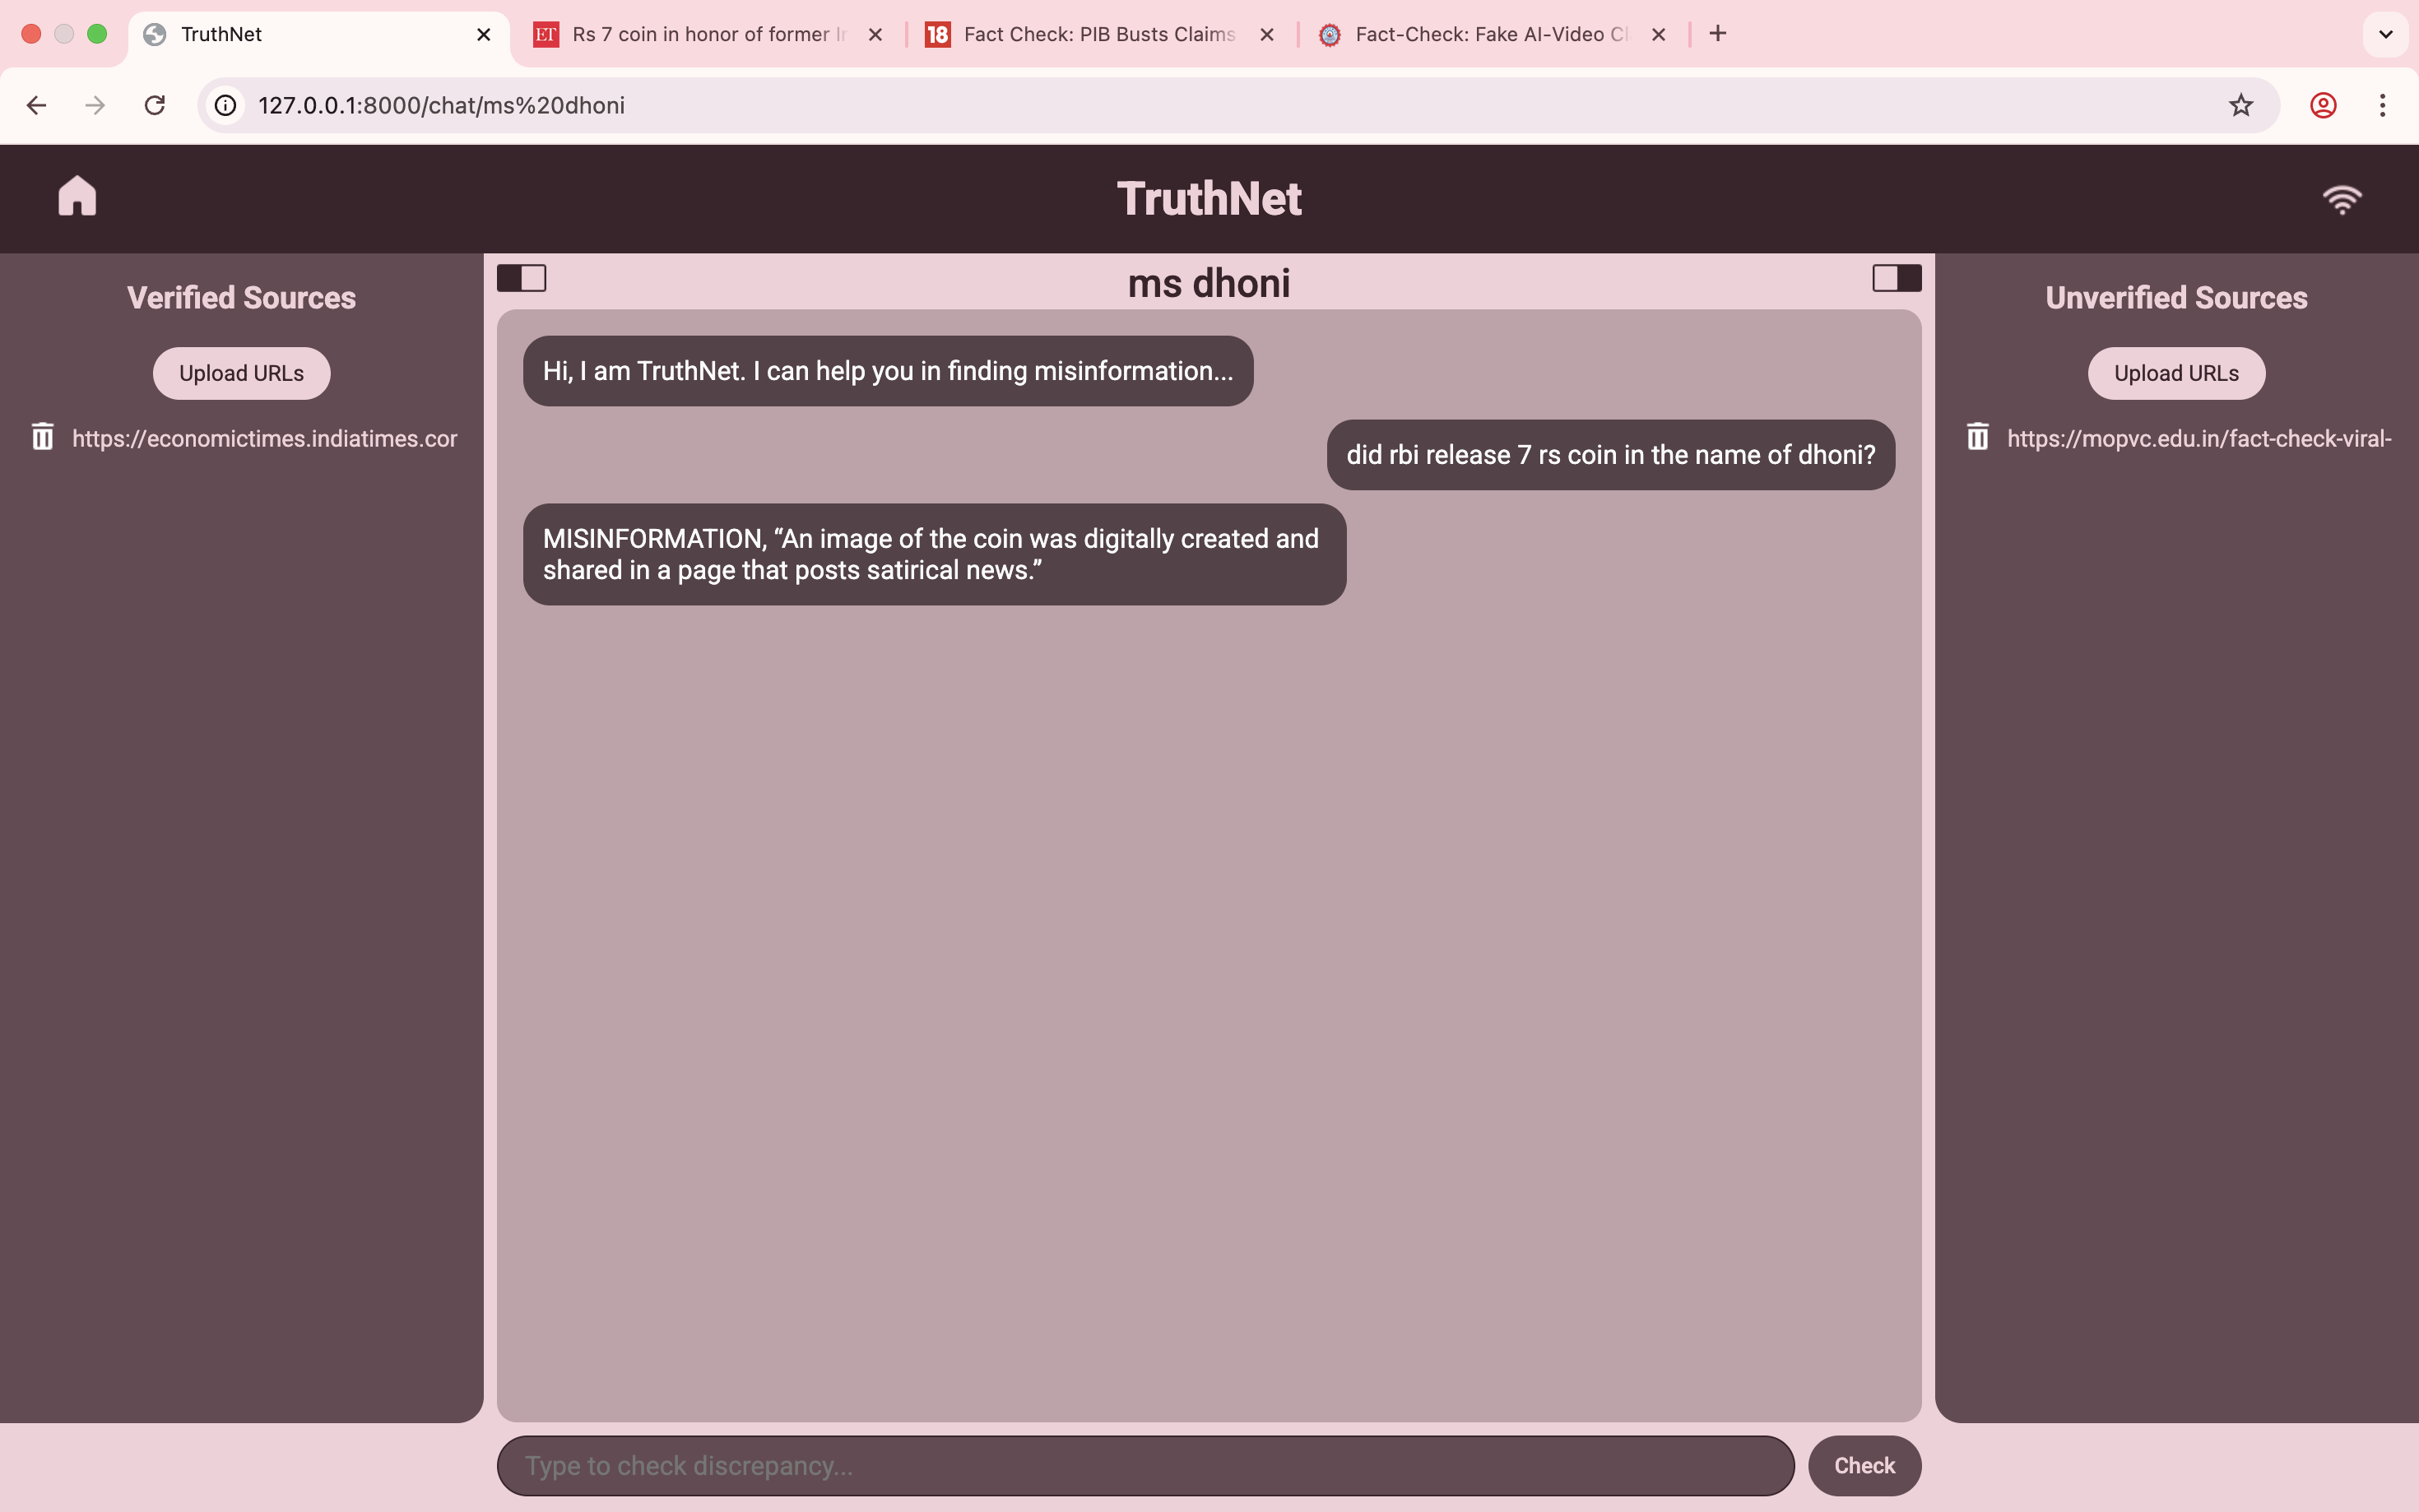 TruthNet
ET Rs 7 coin in honor of former
18 Fact Check: PIB Busts Claims
Fact-Check: Fake AI-Video
127.0.0.1:8000/chat/ms%20dhoni
TruthNet
Verified Sources
Upload URLs
https://economictimes.indiatimes.cor
ms dhoni
Hi, I am TruthNet. I can help you in finding misinformation...
did rbi release 7 rs coin in the name of dhoni?
MISINFORMATION, “An image of the coin was digitally created and
shared in a page that posts satirical news.”
Type to check discrepancy...
Check
Unverified Sources
Upload URLs
https://mopvc.edu.in/fact-check-viral-